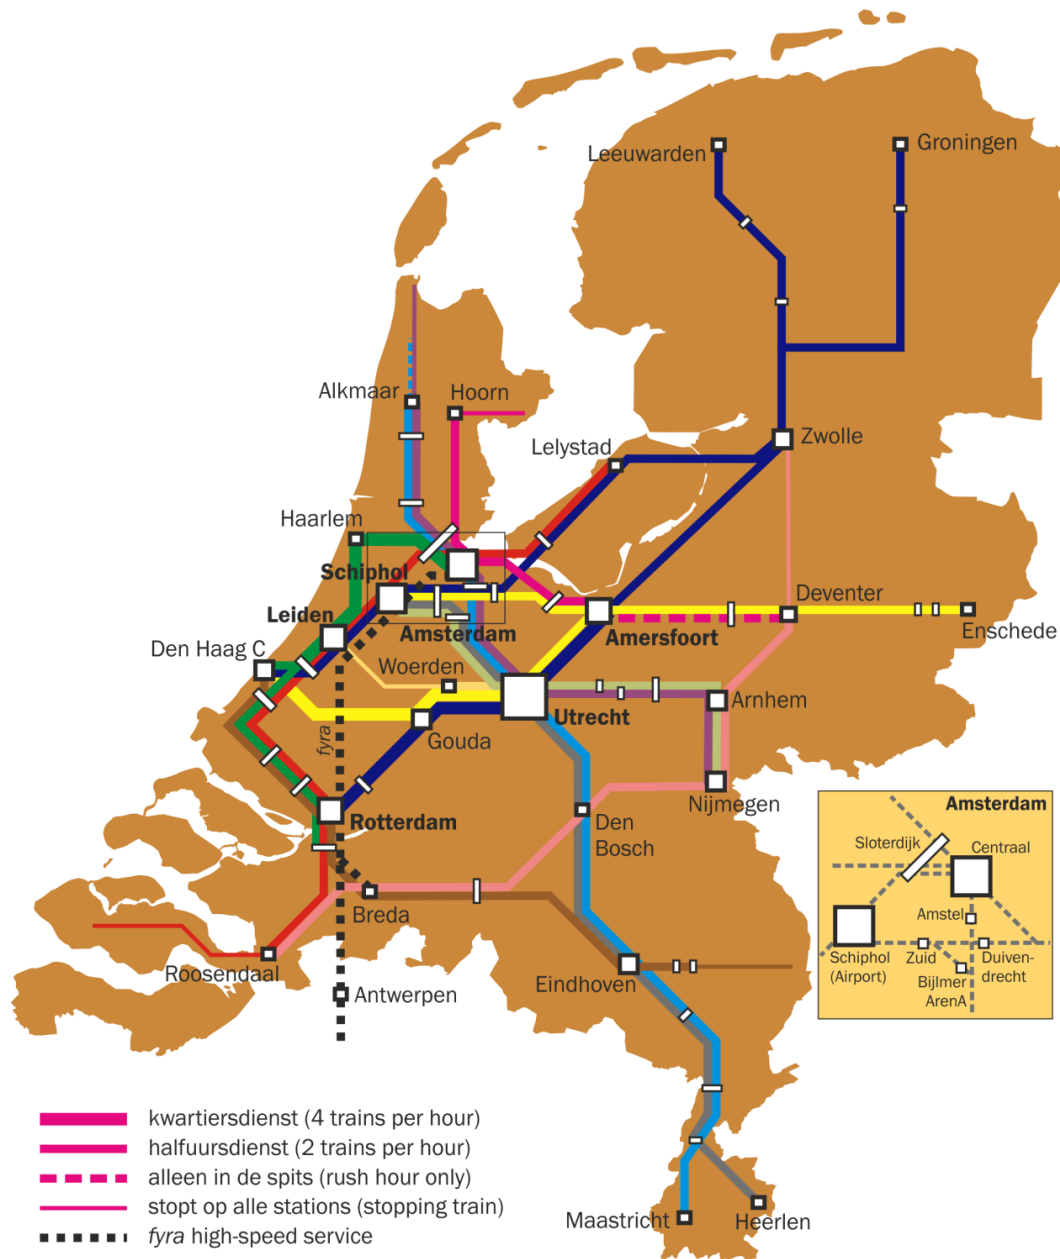 Leeuwarden
Groningen
Alkmaar
Hoorn
Zwolle
Lelystad
Haarlem
Schiphol
Leiden
Amsterdam
Amersfoort
Deventer
Enschede
Den Haag C
Woerden
Utrecht
Arnhem
Gouda
fyra
Nijmegen
Rotterdam
Den
Bosch
Breda
Roosendaal
Antwerpen
Eindhoven
Maastricht
Heerlen
Amsterdam
Sloterdijk
Centraal
Amstel
Schiphol
(Airport)
Zuid
Duiven-
drecht
Bijlmer
ArenA
kwartiersdienst (4 trains per hour)
halfuursdienst (2 trains per hour)
alleen in de spits (rush hour only)
stopt op alle stations (stopping train)
fyra high-speed service